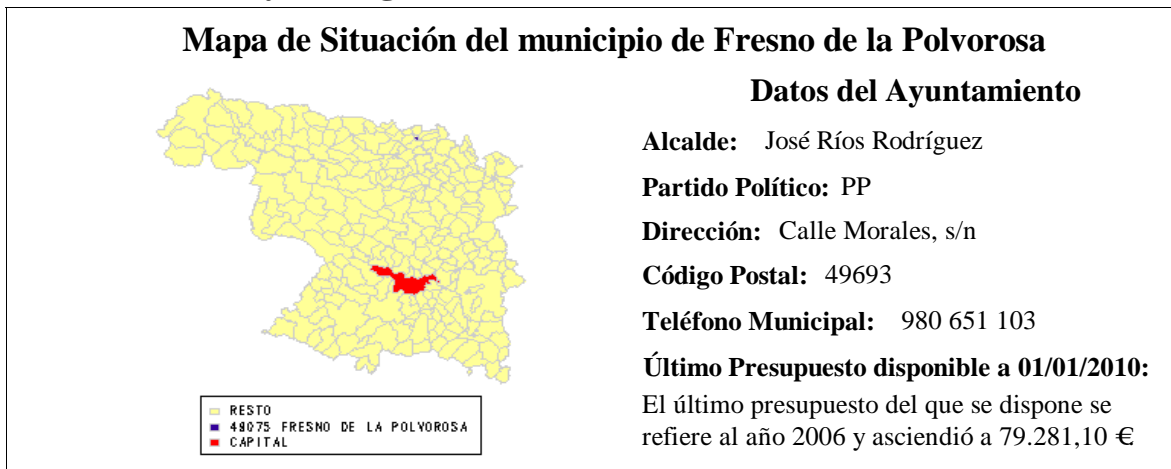 Mapa de Situación del municipio de Fresno de la Polvorosa
Datos del Ayuntamiento
Alcalde: José Ríos Rodríguez
Partido Político: PP
Dirección: Calle Morales, s/n
Código Postal: 49693
Teléfono Municipal: 980 651 103
Último Presupuesto disponible a 01/01/2010:
El último presupuesto del que se dispone se
refiere al año 2006 y asciendió a 79.281,10 €
RESTO
49075 FRESNO DE LA POLVOROSA
CAPITAL